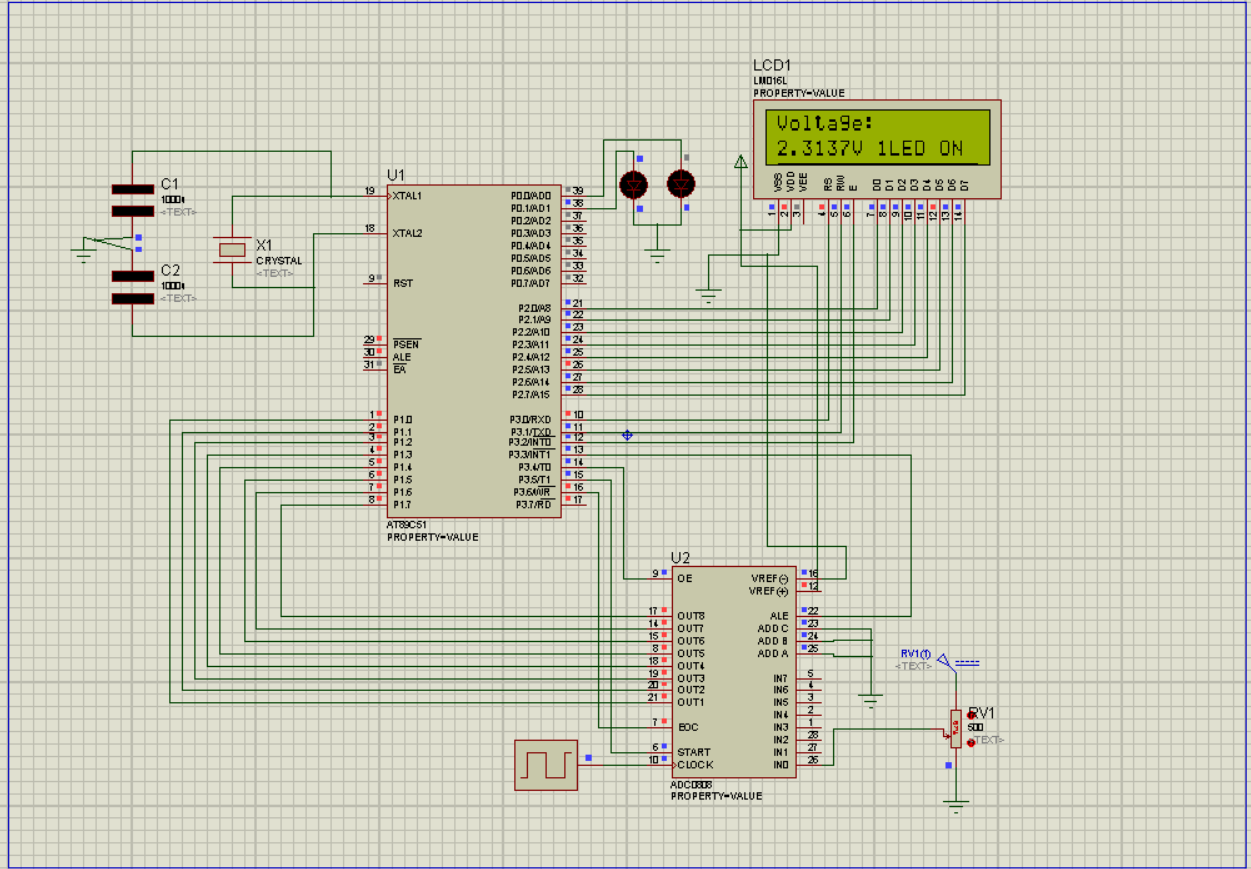 LCD1
LM016L
PROPERTY=VALUE
Voltage:
2.3137V 1LED ON
VSS
VDD
VEE
RS
RW
E
D0
D1
D2
D3
D4
D5
D6
D7
1
2
3
4
5
6
7
8
9
10
11
12
13
14
C1
<TEXT>
C2
<TEXT>
X1
CRYSTAL
<TEXT>
U1
19 XTAL1
18 XTAL2
9 RST
29 PSEN
30 ALE
31 EA
1 P1.0
2 P1.1
3 P1.2
4 P1.3
5 P1.4
6 P1.5
7 P1.6
8 P1.7
P0.0/AD0 39
P0.1/AD1 38
P0.2/AD2 37
P0.3/AD3 36
P0.4/AD4 35
P0.5/AD5 34
P0.6/AD6 33
P0.7/AD7 32
P2.0/A8 21
P2.1/A9 22
P2.2/A10 23
P2.3/A11 24
P2.4/A12 25
P2.5/A13 26
P2.6/A14 27
P2.7/A15 28
P3.0/RXD 10
P3.1/TXD 11
P3.2/INT0 12
P3.3/INT1 13
P3.4/T0 14
P3.5/T1 15
P3.6/WR 16
P3.7/RD 17
AT89C51
PROPERTY=VALUE
U2
9 OE
17 OUT8
14 OUT7
15 OUT6
8 OUT5
18 OUT4
19 OUT3
20 OUT2
21 OUT1
7 EOC
6 START
10 CLOCK
VREF(-) 16
VREF(+) 12
ALE 22
ADD C 23
ADD B 24
ADD A 25
IN7 5
IN6 4
IN5 3
IN4 2
IN3 1
IN2 28
IN1 27
IN0 26
ADC0808
PROPERTY=VALUE
RV1(1)
<TEXT>
RV1
500
<TEXT>